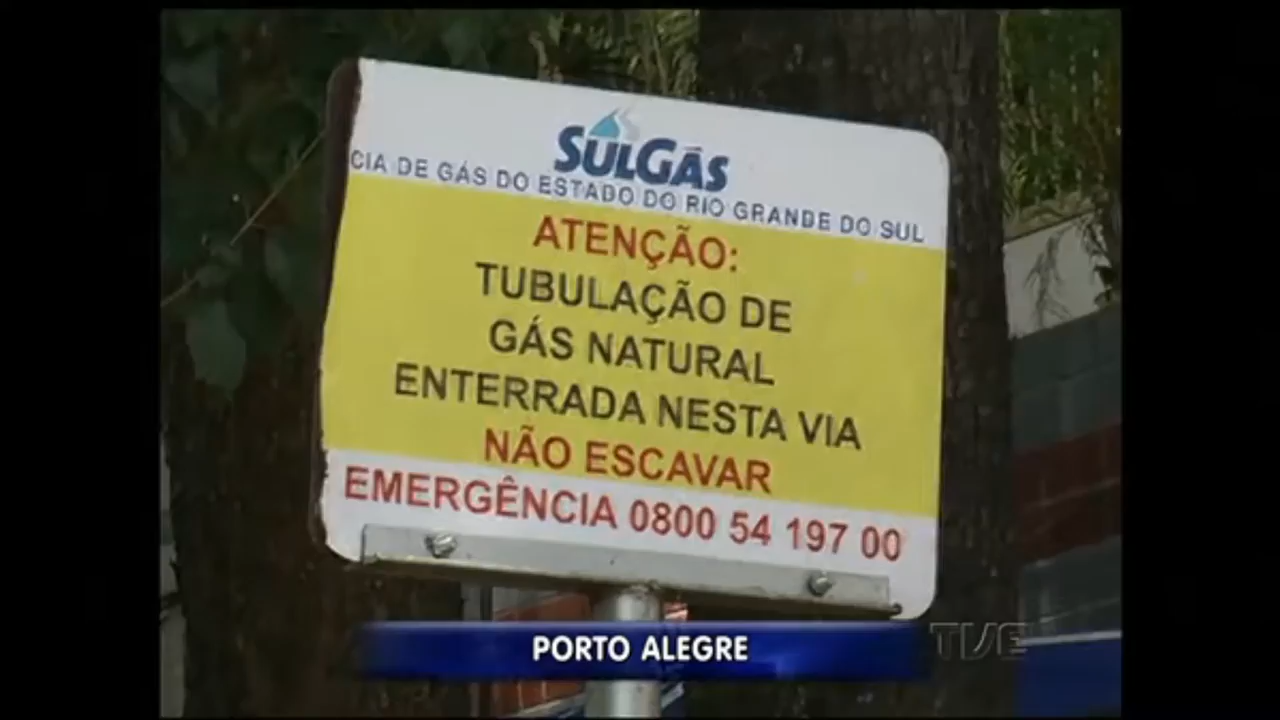 SULGÁS
CIA DE GÁS DO ESTADO DO RIO GRANDE DO SUL
ATENÇÃO:
TUBULAÇÃO DE
GÁS NATURAL
ENTERRADA NESTA VIA
NÃO ESCAVAR
EMERGÊNCIA 0800 54 197 00
PORTO ALEGRE
TVE